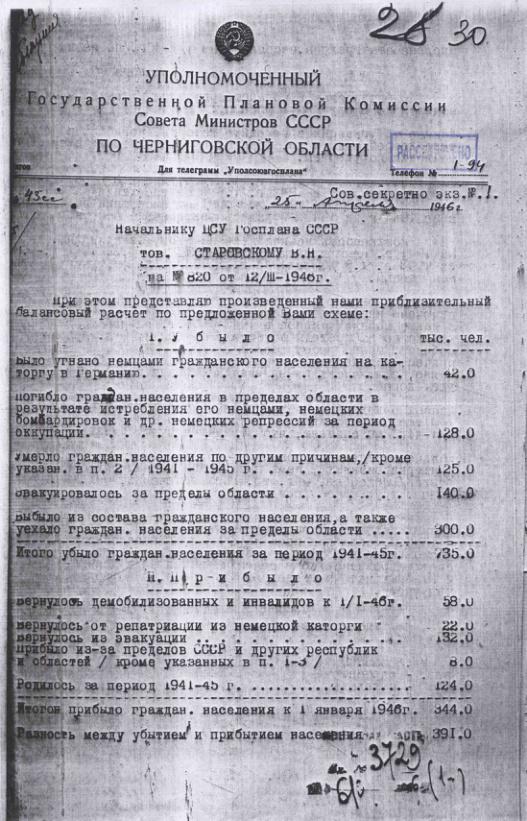 28 30
УПОЛНОМОЧЕННЫЙ
Государственной Плановой Комиссии
Совета Министров СССР
ПО ЧЕРНИГОВСКОЙ ОБЛАСТИ
РАССЕКРЕЧЕНО
Для телеграмм „Уполсоюзгосплана" Телефон № 1-94
Сов.секретно экз.№.1.
45сс 25 апреля 1946г
Начальнику ЦСУ Госплана СССР
тов. СТАРОВСКОМУ В.Н.
на № 820 от 12/III-1946г.
При этом представляю произведенный нами приблизительный
балансовый расчет по предложенной Вами схеме:
I. У б ы л о тыс. чел.
Было угнано немцами гражданского населения на ка-
торгу в Германию. . . . . . . . . . . . . . . 42.0
Погибло граждан.населения в пределах области в
результате истребления его немцами, немецких
бомбардировок и др. немецких репрессий за период
оккупации. . . . . . . . . . . . . . . . . . 128.0
Умерло граждан.населения по другим причинам,/кроме
указан. в п. 2 / 1941 - 1945 г. . . . . . . . 125.0
Эвакуировалось за пределы области . . . . . . 140.0
Выбыло из состава гражданского населения,а также
уехало граждан. населения за пределы области ..... 300.0
Итого убыло граждан.населения за период 1941-45г. 735.0
П. П р и б ы л о
Вернулось демобилизованных и инвалидов к 1/I-46г. 58.0
Вернулось от репатриации из немецкой каторги 22.0
Вернулось из эвакуации . . . . . . . . . . . 132.0
Прибыло из-за пределов СССР и других республик
и областей / кроме указанных в п. 1-3 / 8.0
Родилось за период 1941-45 г. ................... 124.0
Итогон прибыло граждан. населения к 1 января 1946г. 344.0
Разность между убытием и прибытием населения 391.0
3729